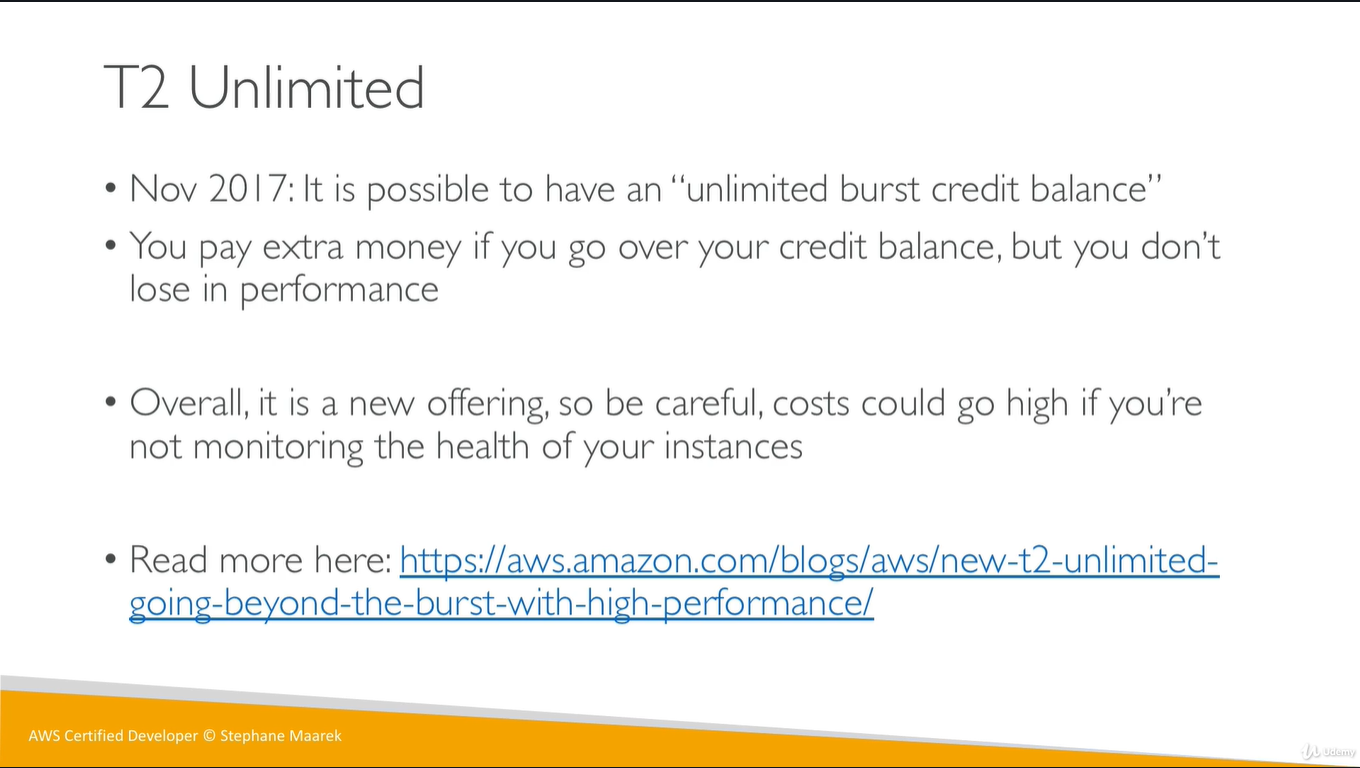 T2 Unlimited
• Nov 2017: It is possible to have an “unlimited burst credit balance”
• You pay extra money if you go over your credit balance, but you don’t
lose in performance
• Overall, it is a new offering, so be careful, costs could go high if you’re
not monitoring the health of your instances
• Read more here: https://aws.amazon.com/blogs/aws/new-t2-unlimited-
going-beyond-the-burst-with-high-performance/
AWS Certified Developer © Stephane Maarek
Udemy